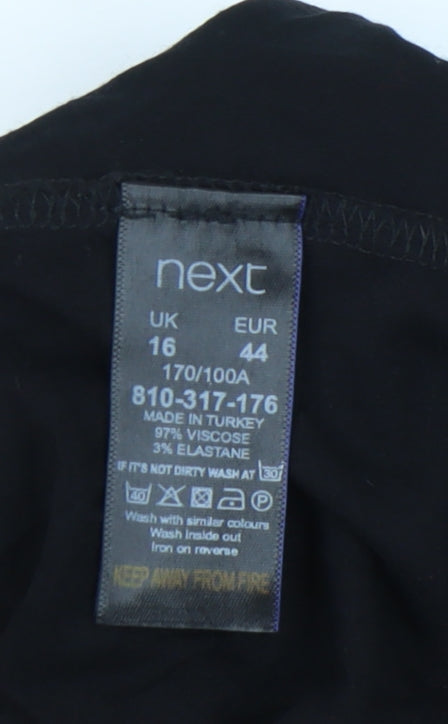 next
UK EUR
16 44
170/100A
810-317-176
MADE IN TURKEY
97% VISCOSE
3% ELASTANE
IF IT'S NOT DIRTY WASH AT 30
40 P
Wash with similar colours
Wash inside out
Iron on reverse
KEEP AWAY FROM FIRE